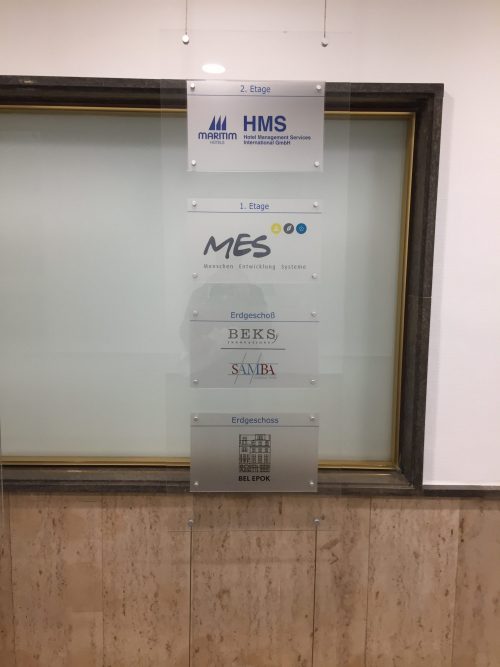 2. Etage
MARITIM
HOTELS
HMS
Hotel Management Services
International GmbH
1. Etage
MES
Menschen Entwicklung Systeme
Erdgeschoß
BEKS
SAMBA
Erdgeschoss
BEL EPOK